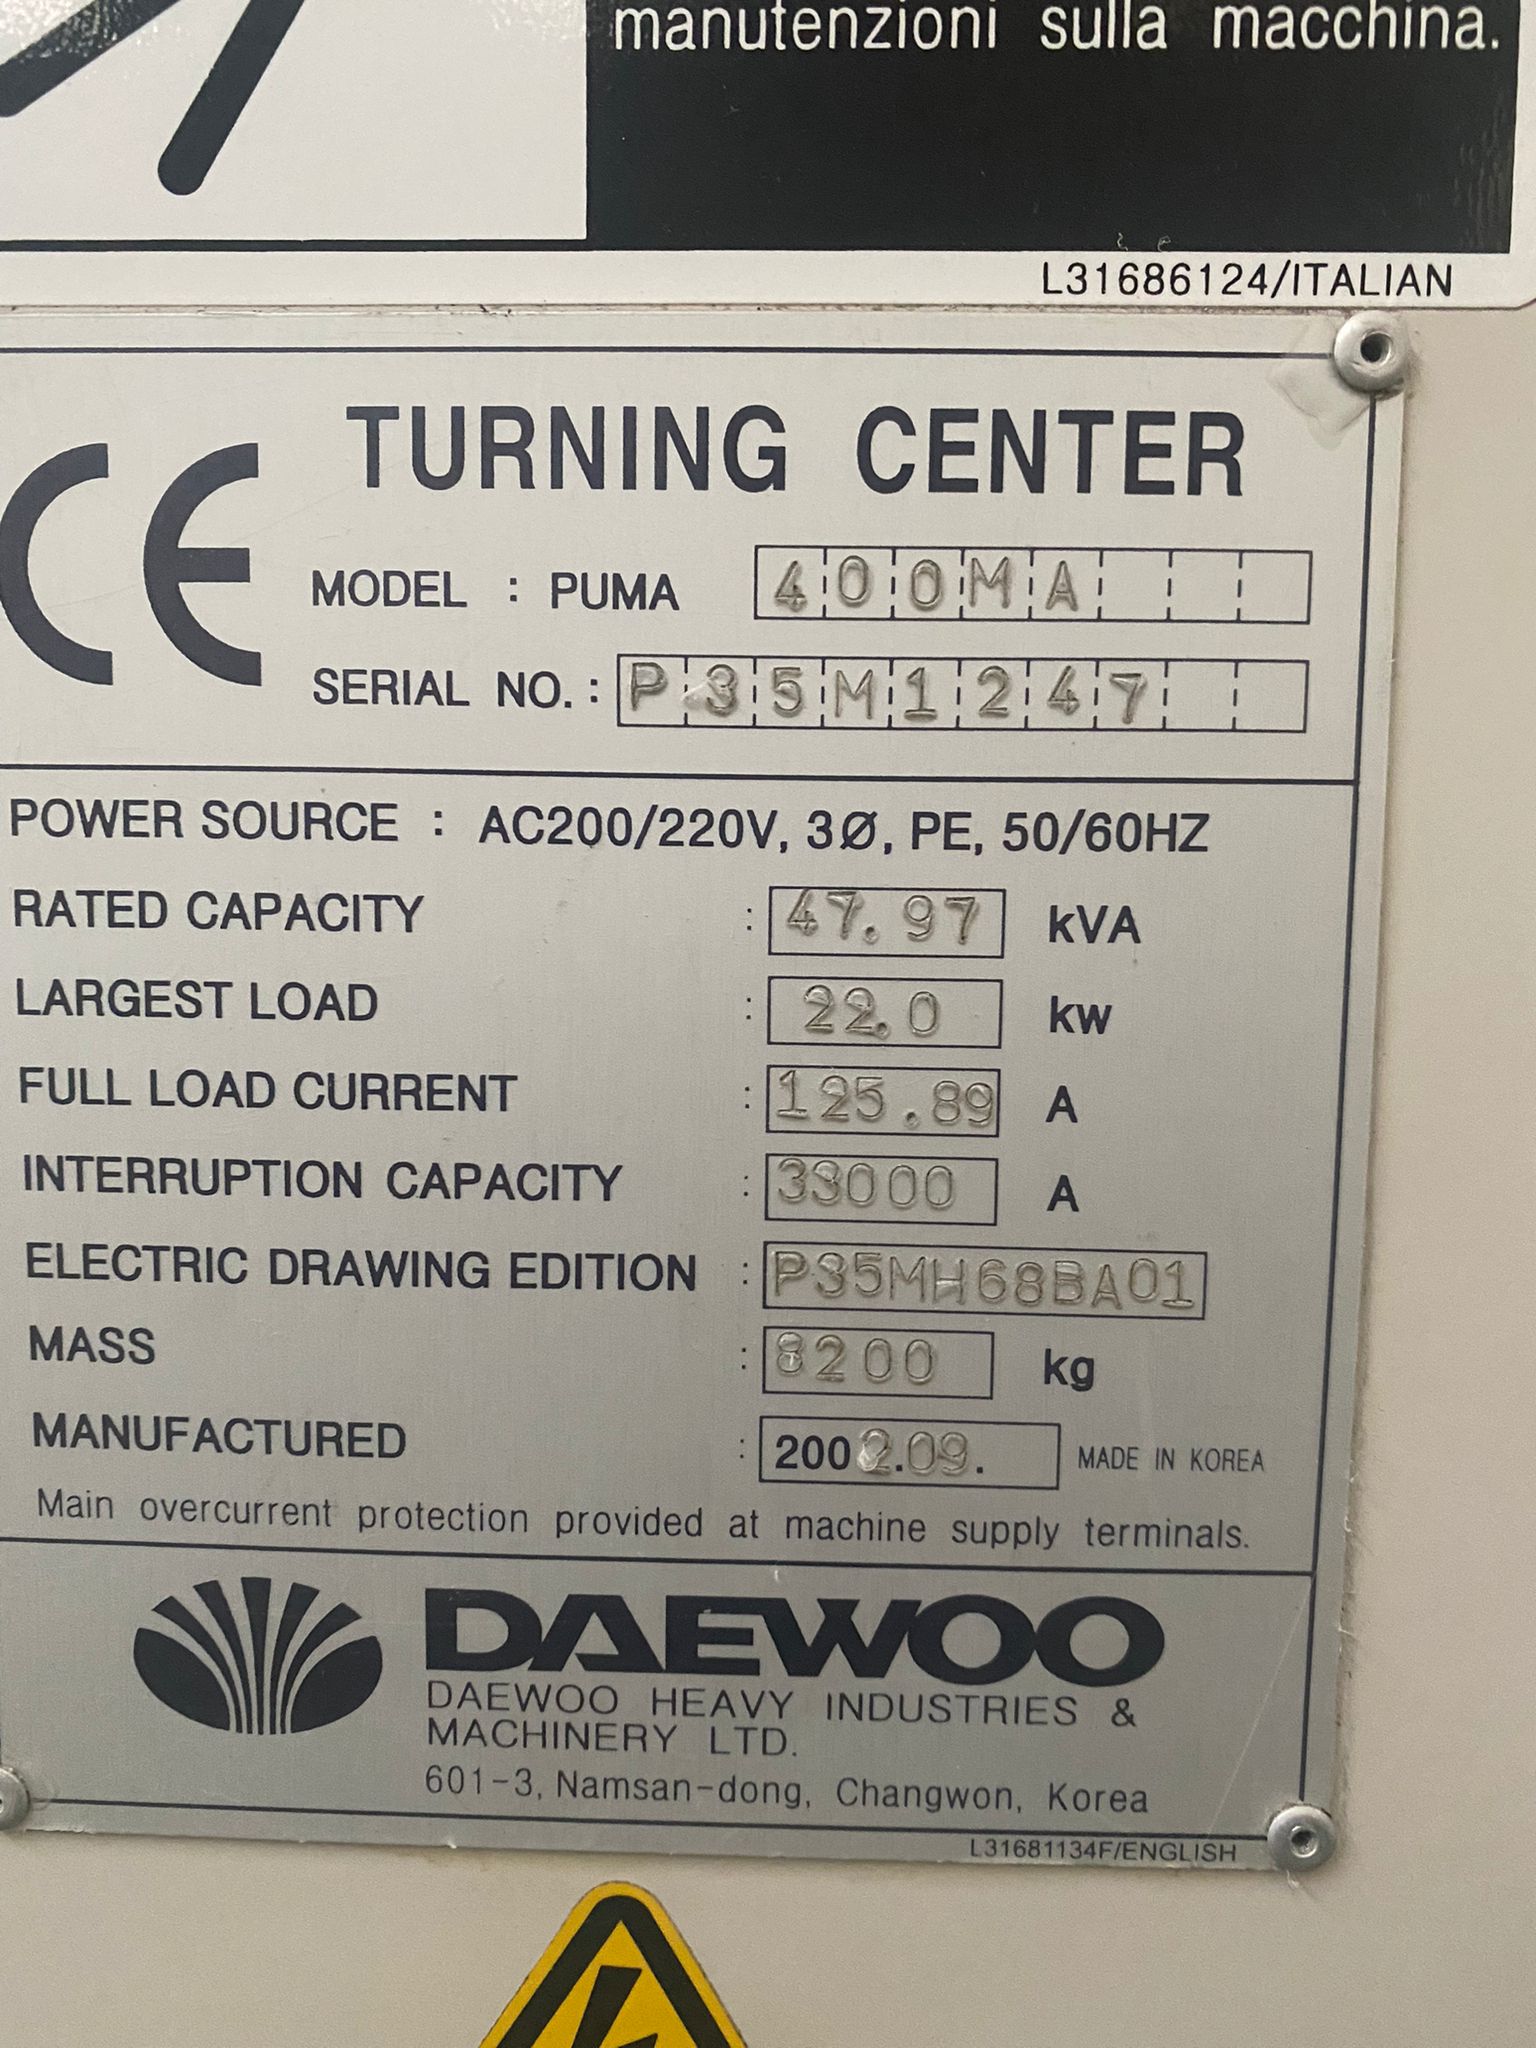 manutenzioni sulla macchina.
L31686124/ITALIAN
CE
TURNING CENTER
MODEL : PUMA 400MA
SERIAL NO. : P35M1247
POWER SOURCE : AC200/220V, 3Ø, PE, 50/60HZ
RATED CAPACITY : 47.97 kVA
LARGEST LOAD : 22.0 kw
FULL LOAD CURRENT : 125.89 A
INTERRUPTION CAPACITY : 33000 A
ELECTRIC DRAWING EDITION : P35MH68BA01
MASS : 8200 kg
MANUFACTURED : 2002.09. MADE IN KOREA
Main overcurrent protection provided at machine supply terminals.
DAEWOO
DAEWOO HEAVY INDUSTRIES &
MACHINERY LTD.
601-3, Namsan-dong, Changwon, Korea
L31681134F/ENGLISH